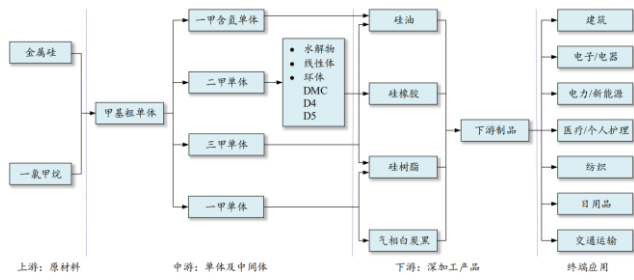 金属硅
一氯甲烷
甲基粗单体
一甲含氢单体
二甲单体
三甲单体
一甲单体
水解物
线性体
环体
DMC
D4
D5
硅油
硅橡胶
硅树脂
气相白炭黑
下游制品
建筑
电子/电器
电力/新能源
医疗/个人护理
纺织
日用品
交通运输
上游：原材料
中游：单体及中间体
下游：深加工产品
终端应用